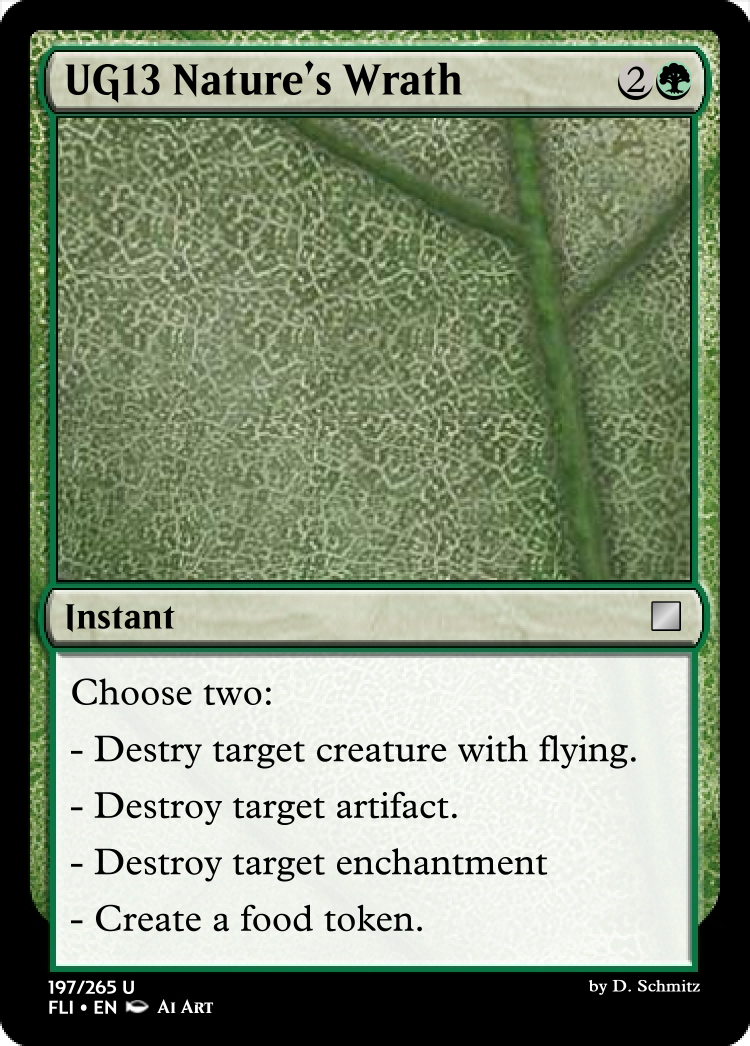 UG13 Nature's Wrath
2
Instant
Choose two:
- Destry target creature with flying.
- Destroy target artifact.
- Destroy target enchantment
- Create a food token.
197/265 U
by D. Schmitz
FLI • EN AI ART